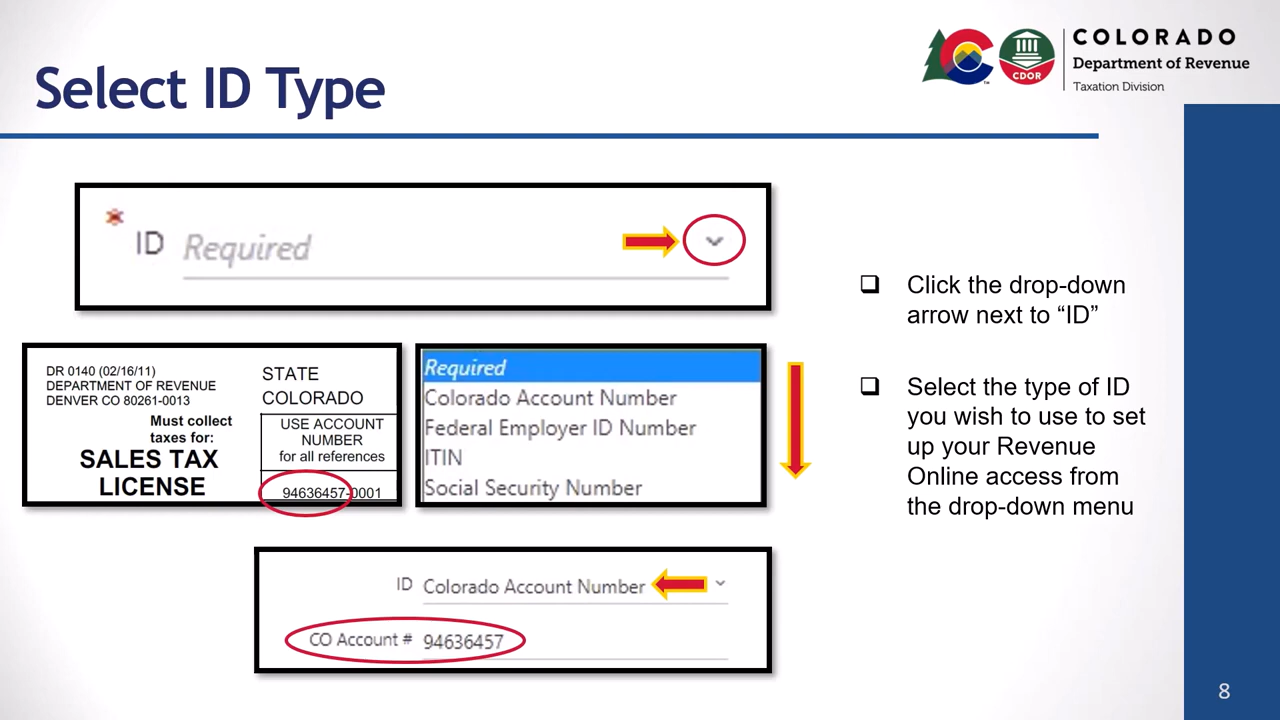 Select ID Type
COLORADO
Department of Revenue
Taxation Division
CDOR
* ID Required
DR 0140 (02/16/11)
DEPARTMENT OF REVENUE
DENVER CO 80261-0013
Must collect
taxes for:
SALES TAX
LICENSE
STATE
COLORADO
USE ACCOUNT
NUMBER
for all references
94636457-0001
Required
Colorado Account Number
Federal Employer ID Number
ITIN
Social Security Number
ID Colorado Account Number
CO Account # 94636457
❑ Click the drop-down
arrow next to “ID”
❑ Select the type of ID
you wish to use to set
up your Revenue
Online access from
the drop-down menu
8